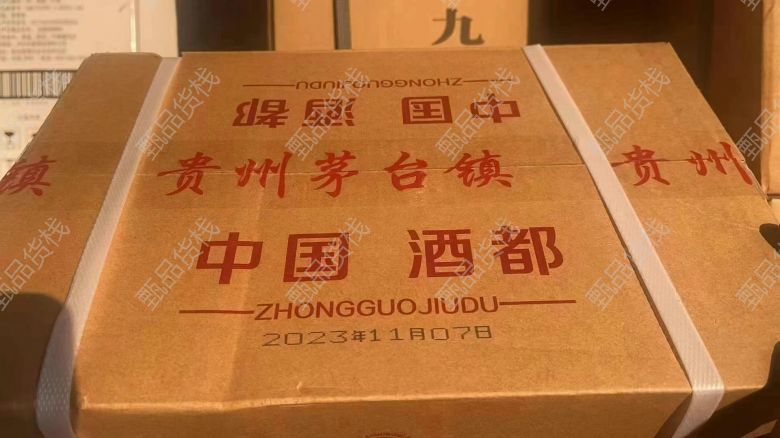 九
ZHONGGUOJIUDU
中国 酒都
镇 贵州茅台镇 贵州
中国 酒都
ZHONGGUOJIUDU
2023年11月07日
甄品货栈